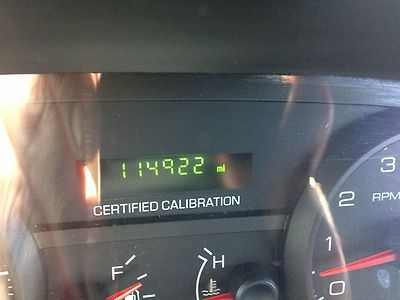 114922 mi
CERTIFIED CALIBRATION
3
2
RPM
1
0
F
H